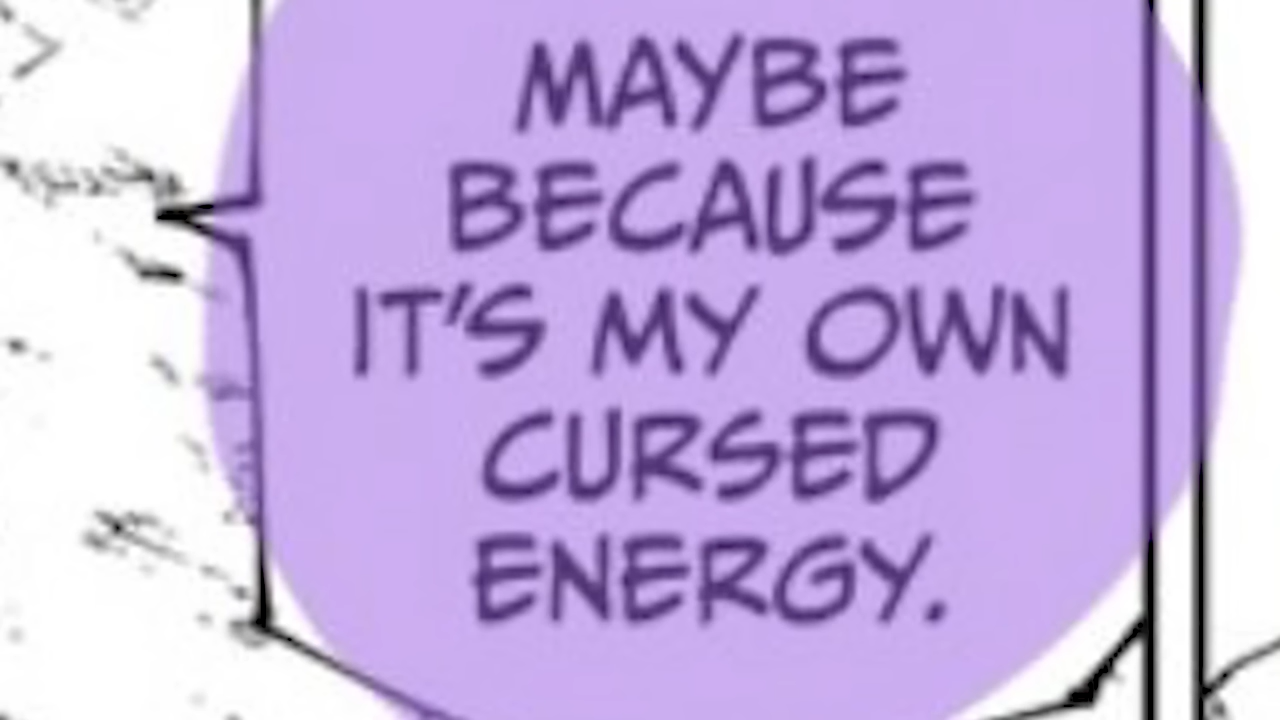 MAYBE
BECAUSE
IT'S MY OWN
CURSED
ENERGY.